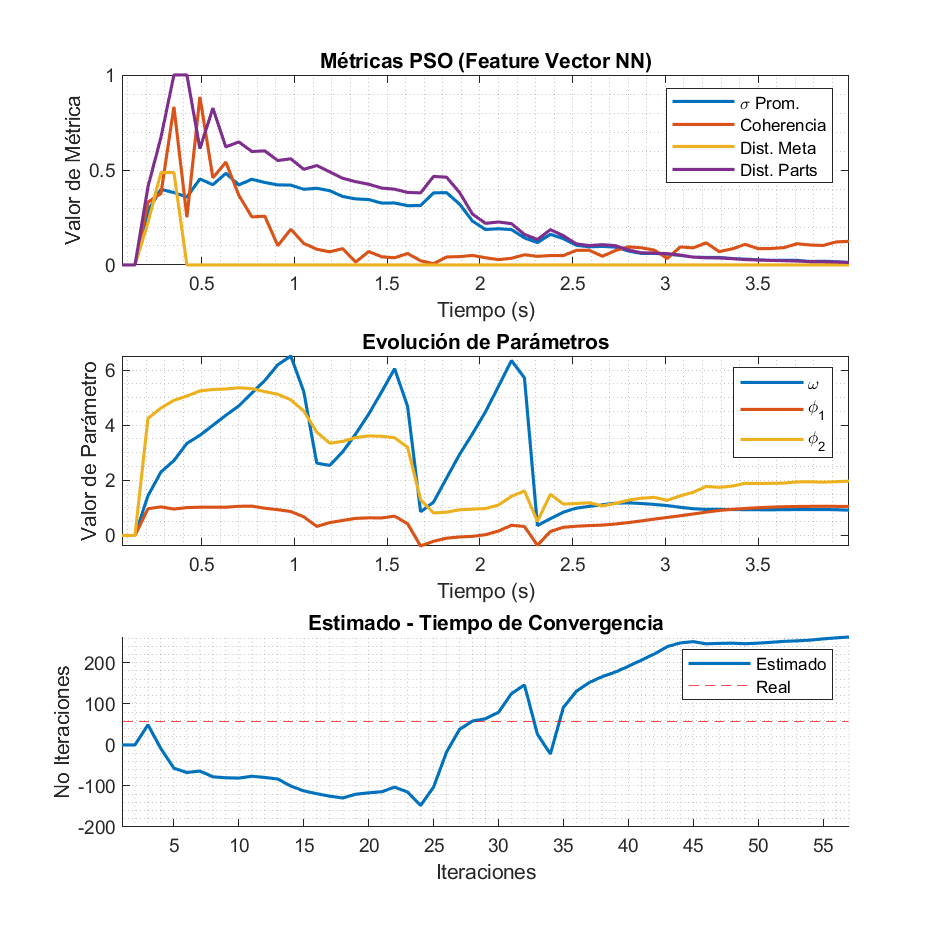 Métricas PSO (Feature Vector NN)
Valor de Métrica
1
0.5
0
σ Prom.
Coherencia
Dist. Meta
Dist. Parts
0.5 1 1.5 2 2.5 3 3.5
Tiempo (s)
Evolución de Parámetros
Valor de Parámetro
6
4
2
0
ω
ϕ1
ϕ2
0.5 1 1.5 2 2.5 3 3.5
Tiempo (s)
Estimado - Tiempo de Convergencia
No Iteraciones
200
100
0
-100
-200
Estimado
Real
5 10 15 20 25 30 35 40 45 50 55
Iteraciones